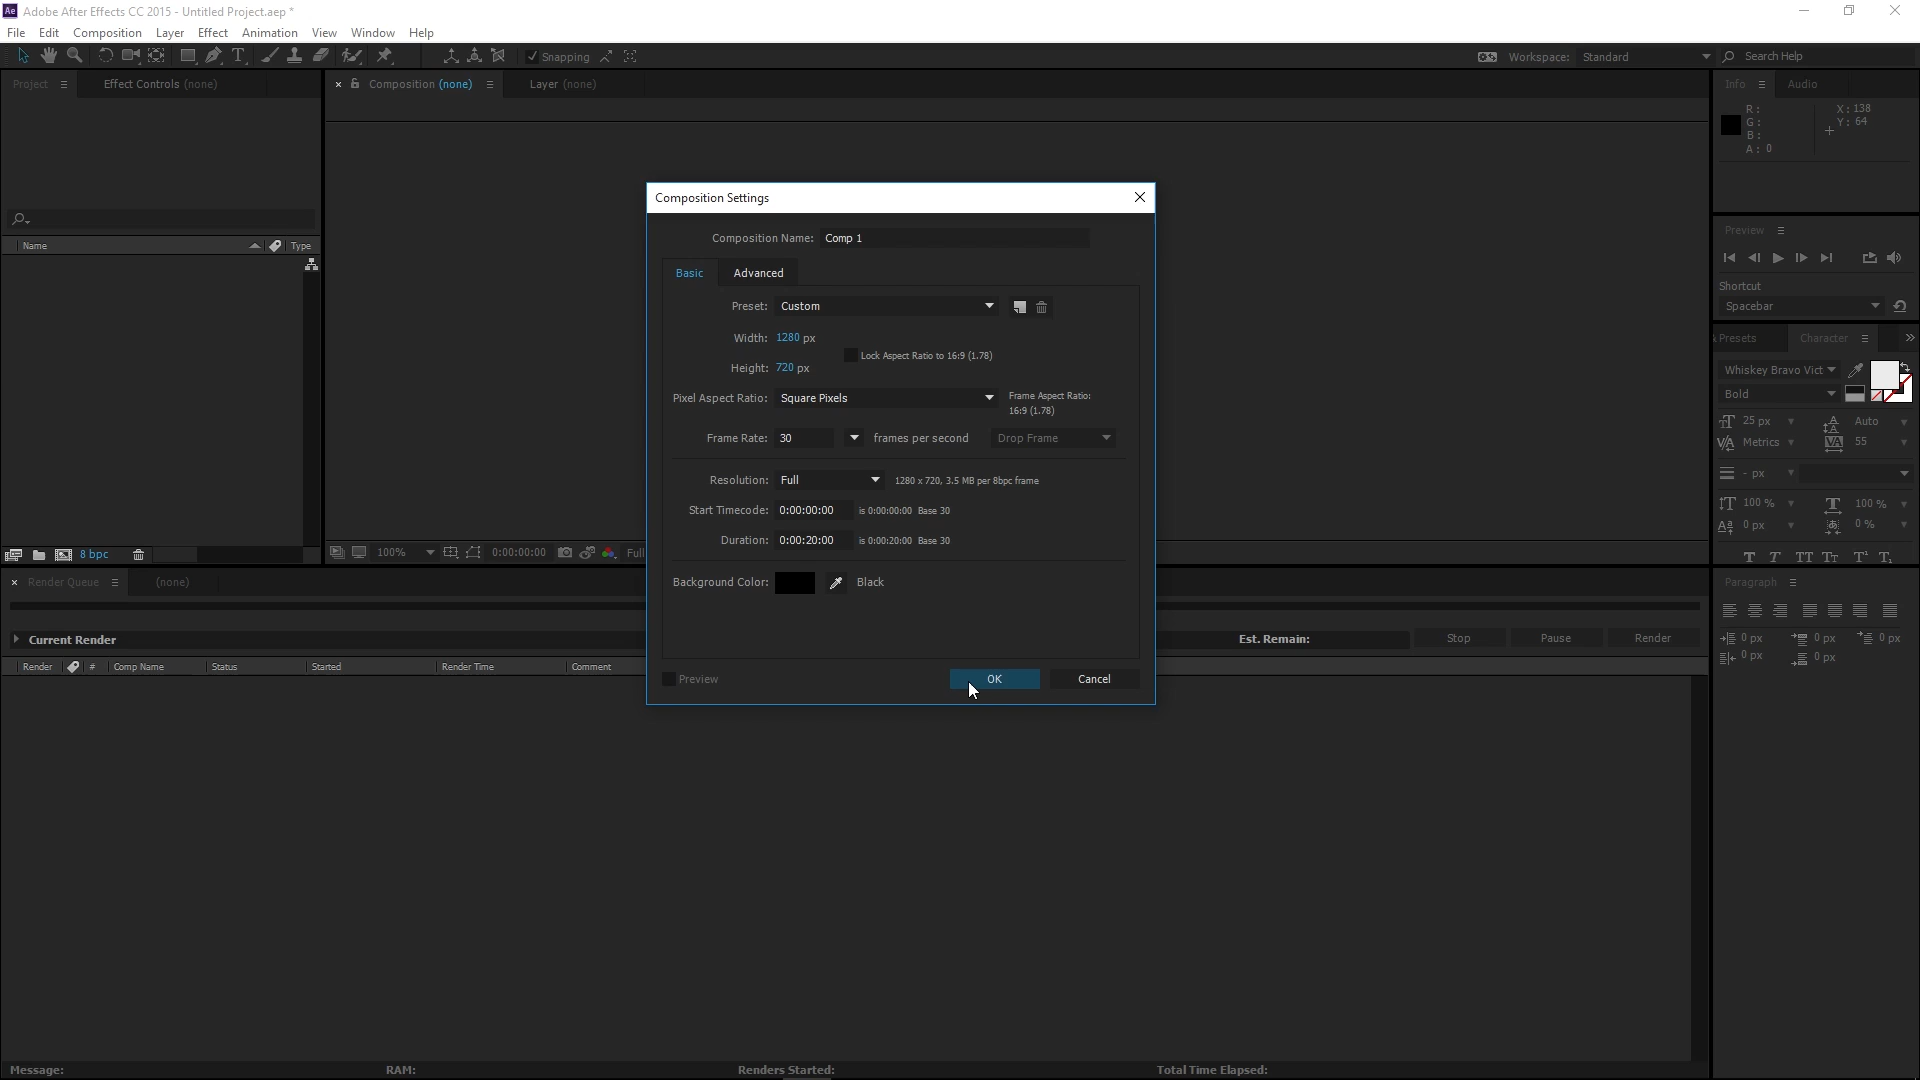 Ae Adobe After Effects CC 2015 - Untitled Project.aep *
File Edit Composition Layer Effect Animation View Window Help
Snapping Workspace: Standard Search Help
Project Effect Controls (none) Composition (none) Layer (none) Info Audio
R: X: 138
G: Y: 64
B:
A: 0
Composition Settings
Composition Name: Comp 1
Preview
Name Type
Basic Advanced
Shortcut
Preset: Custom
Spacebar
Width: 1280 px
Presets Character
Lock Aspect Ratio to 16:9 (1.78)
Height: 720 px
Whiskey Bravo Vict
Pixel Aspect Ratio: Square Pixels Frame Aspect Ratio:
16:9 (1.78)
Bold
25 px Auto
Frame Rate: 30 frames per second Drop Frame
Metrics 55
- px
Resolution: Full 1280 x 720, 3.5 MB per 8bpc frame
100 % 100 %
Start Timecode: 0:00:00:00 is 0:00:00:00 Base 30
0 px 0 %
Duration: 0:00:20:00 is 0:00:20:00 Base 30
8 bpc 100% 0:00:00:00 Full
T T TT Tt T¹ T₁
Render Queue (none) Background Color: Black Paragraph
Current Render Est. Remain: Stop Pause Render
0 px 0 px 0 px
0 px 0 px
Render # Comp Name Status Started Render Time Comment
Preview OK Cancel
Message: RAM: Renders Started: Total Time Elapsed: